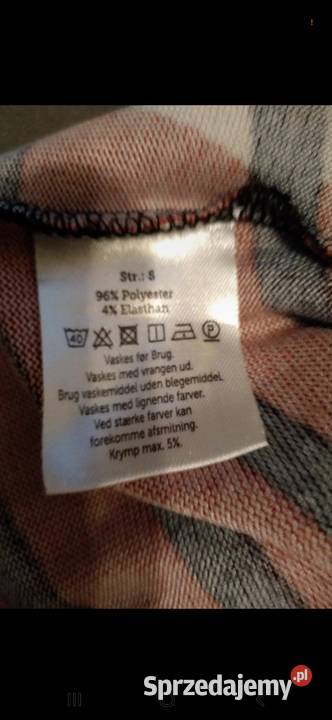 Str.: S
96% Polyester
4% Elasthan
40 P
Vaskes før Brug.
Vaskes med vrangen ud.
Brug vaskemiddel uden blegemiddel.
Vaskes med lignende farver.
Ved stærke farver kan
forekomme afsmitning.
Krymp max. 5%.
Sprzedajemy.pl